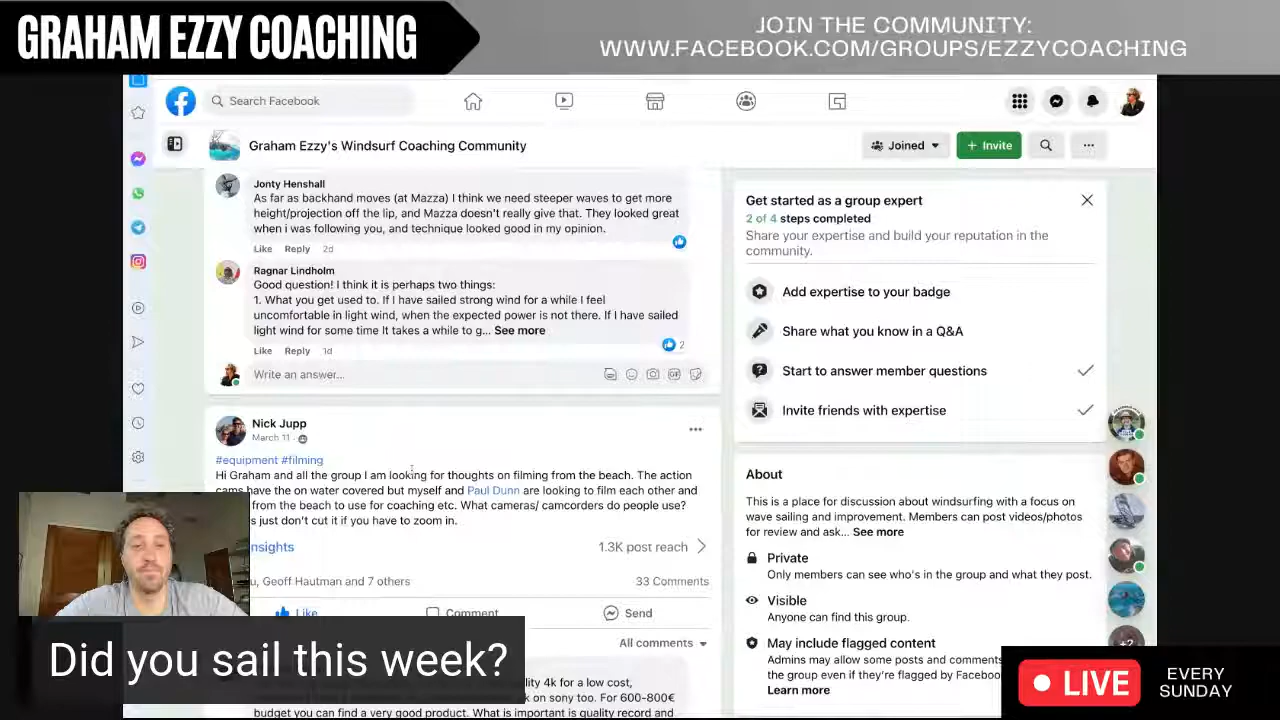 GRAHAM EZZY COACHING
JOIN THE COMMUNITY:
WWW.FACEBOOK.COM/GROUPS/EZZYCOACHING
Search Facebook
Graham Ezzy's Windsurf Coaching Community
Joined
+ Invite
Jonty Henshall
As far as backhand moves (at Mazza) I think we need steeper waves to get more
height/projection off the lip, and Mazza doesn't really give that. They looked great
when i was following you, and technique looked good in my opinion.
Like Reply 2d
Ragnar Lindholm
Good question! I think it is perhaps two things:
1. What you get used to. If I have sailed strong wind for a while I feel
uncomfortable in light wind, when the expected power is not there. If I have sailed
light wind for some time It takes a while to g... See more
2
Like Reply 1d
Write an answer...
GIF
Nick Jupp
March 11 ·
#equipment #filming
Hi Graham and all the group I am looking for thoughts on filming from the beach. The action
cams have the on water covered but myself and Paul Dunn are looking to film each other and
from the beach to use for coaching etc. What cameras/ camcorders do people use?
s just don't cut it if you have to zoom in.
nsights
1.3K post reach
u, Geoff Hautman and 7 others
33 Comments
Like Comment Send
All comments
lity 4k for a low cost,
k on sony too. For 600-800€
budget you can find a very good product. What is important is quality record and
Get started as a group expert
2 of 4 steps completed
Share your expertise and build your reputation in the
community.
Add expertise to your badge
Share what you know in a Q&A
Start to answer member questions
Invite friends with expertise
About
This is a place for discussion about windsurfing with a focus on
wave sailing and improvement. Members can post videos/photos
for review and ask... See more
Private
Only members can see who's in the group and what they post.
Visible
Anyone can find this group.
May include flagged content
Admins may allow some posts and comments
the group even if they're flagged by Faceboo
Learn more
+2
Did you sail this week?
LIVE
EVERY
SUNDAY